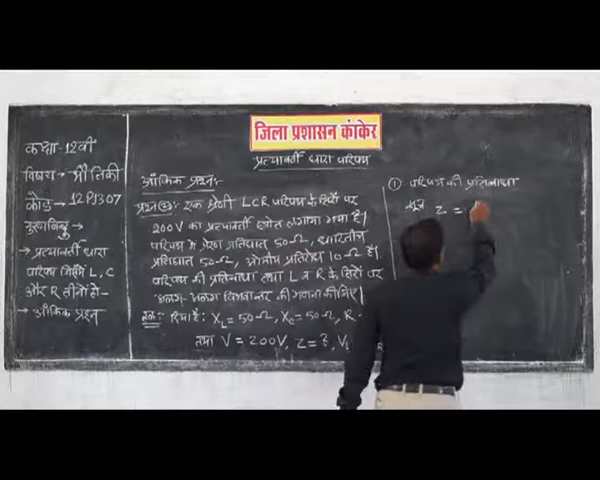 जिला प्रशासन कांकेर
प्रत्यावर्ती धारा परिपथ
कक्षा-12वीं
विषय- भौतिकी
कोड- 12P1307
मुख्य बिन्दु →
→ प्रत्यावर्ती धारा
परिपथ जिसमें L, C
और R तीनों हो-
→ आंकिक प्रश्न
आंकिक प्रश्न:-
प्रश्न②:- एक श्रेणी LCR परिपथ के सिरों पर
200V का प्रत्यावर्ती स्रोत लगाया गया है।
परिपथ में प्रेरण प्रतिघात 50Ω, धारितीय
प्रतिघात 50Ω, ओमीय प्रतिरोध 10Ω है।
परिपथ की प्रतिबाधा तथा L व R के सिरों पर
अलग-अलग विभवान्तर की गणना कीजिए।
हल:- दिया है: X_L = 50Ω, X_C = 50Ω, R
तथा V = 200V, Z = ?, V
① परिपथ की प्रतिबाधा
सूत्र Z =